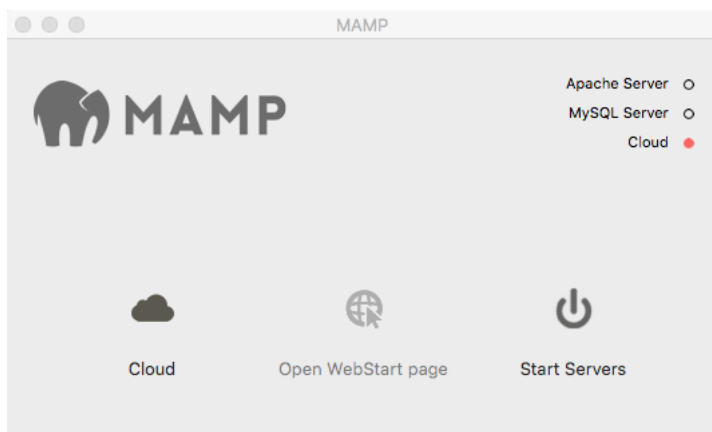 MAMP
MAMP
Apache Server
MySQL Server
Cloud
Cloud
Open WebStart page
Start Servers